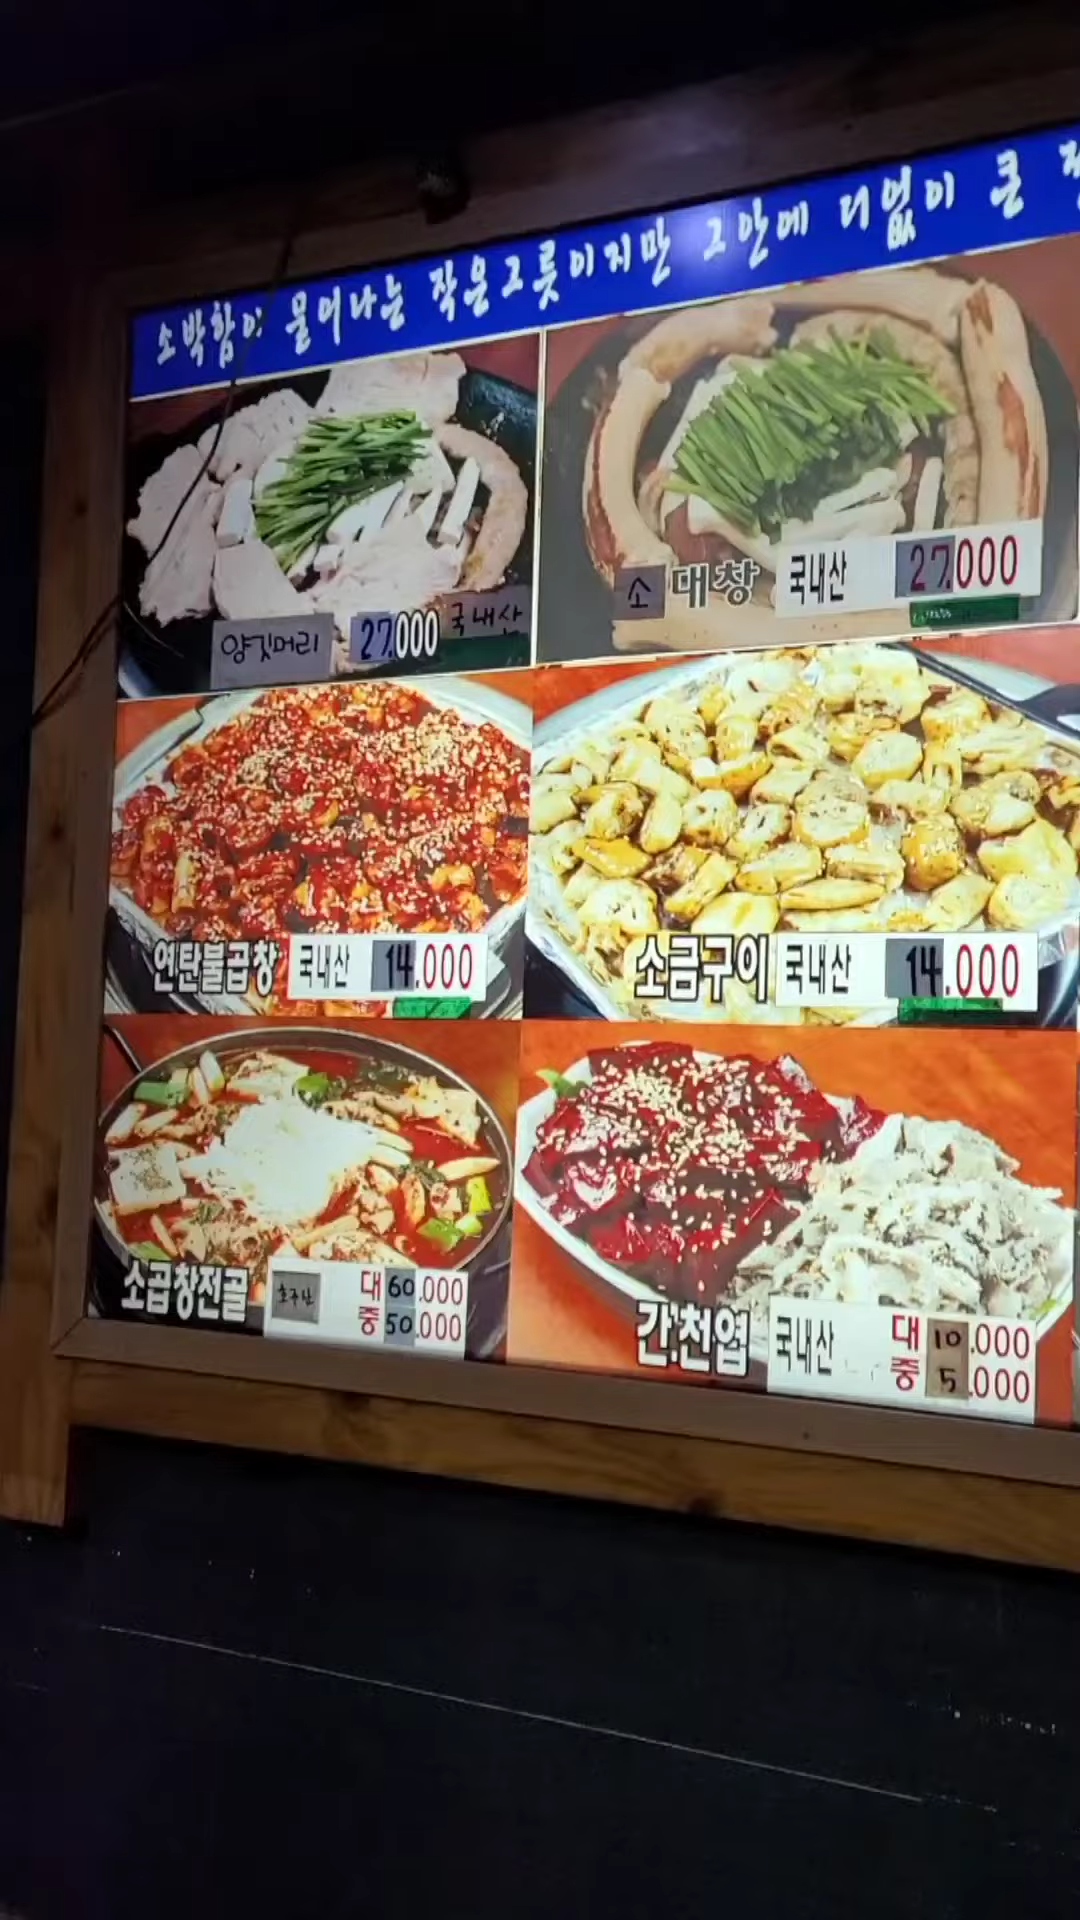 소박함이 묻어나는 작은그릇이지만 그안에 더없이 큰
양깃머리 27.000 국내산
소 대창 국내산 27.000
연탄불곱창 국내산 14.000
소금구이 국내산 14.000
소곱창전골 호주산 대 60.000
중 50.000
간.천엽 국내산 대 10.000
중 5.000